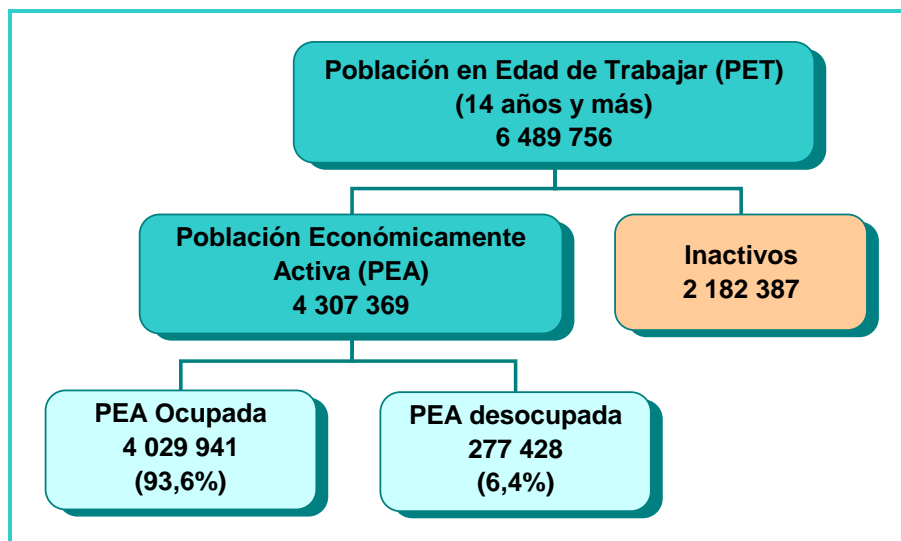 Población en Edad de Trabajar (PET)
(14 años y más)
6 489 756
Población Económicamente
Activa (PEA)
4 307 369
Inactivos
2 182 387
PEA Ocupada
4 029 941
(93,6%)
PEA desocupada
277 428
(6,4%)